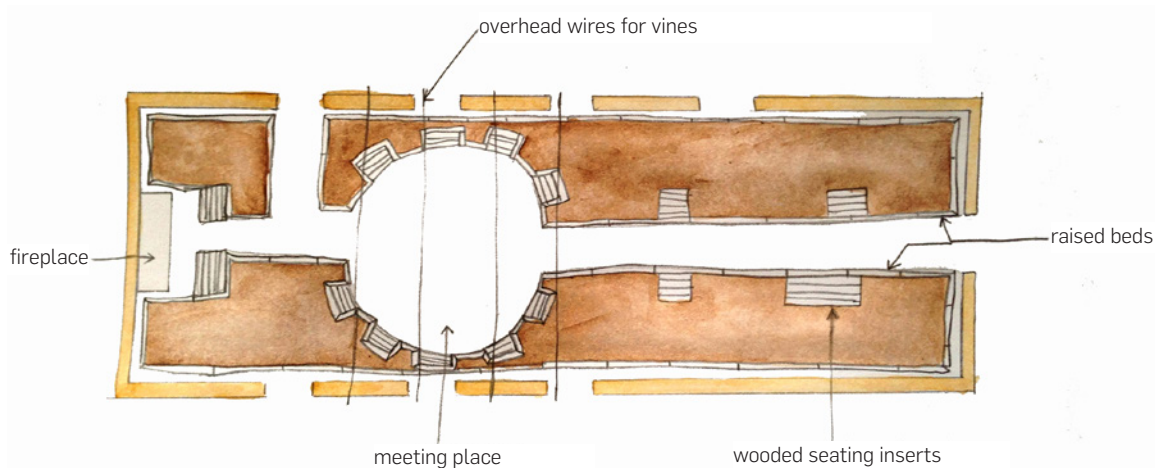 overhead wires for vines
raised beds
fireplace
meeting place
wooded seating inserts